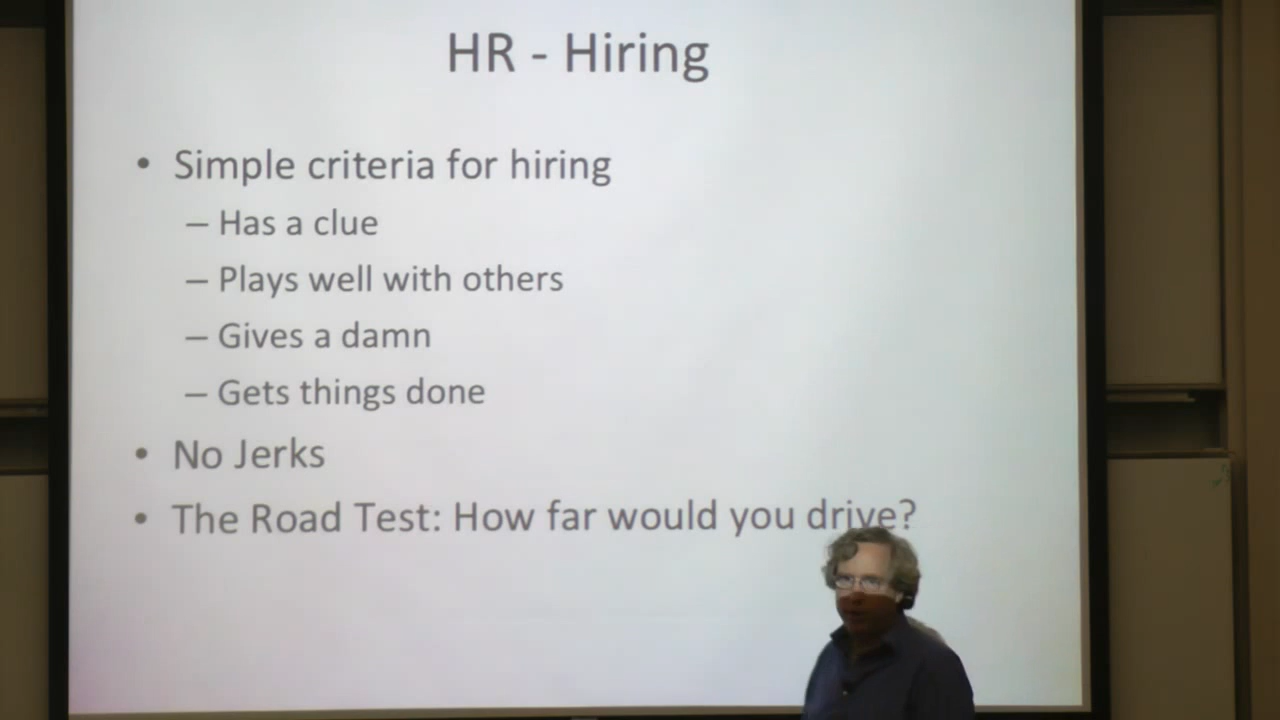 HR - Hiring
• Simple criteria for hiring
– Has a clue
– Plays well with others
– Gives a damn
– Gets things done
• No Jerks
• The Road Test: How far would you drive?